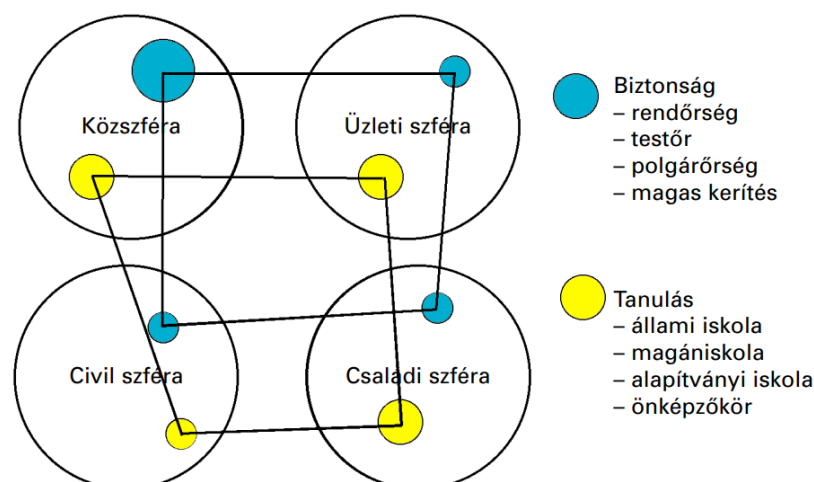 Közszféra
Üzleti szféra
Civil szféra
Családi szféra
Biztonság
– rendőrség
– testőr
– polgárőrség
– magas kerítés
Tanulás
– állami iskola
– magániskola
– alapítványi iskola
– önképzőkör